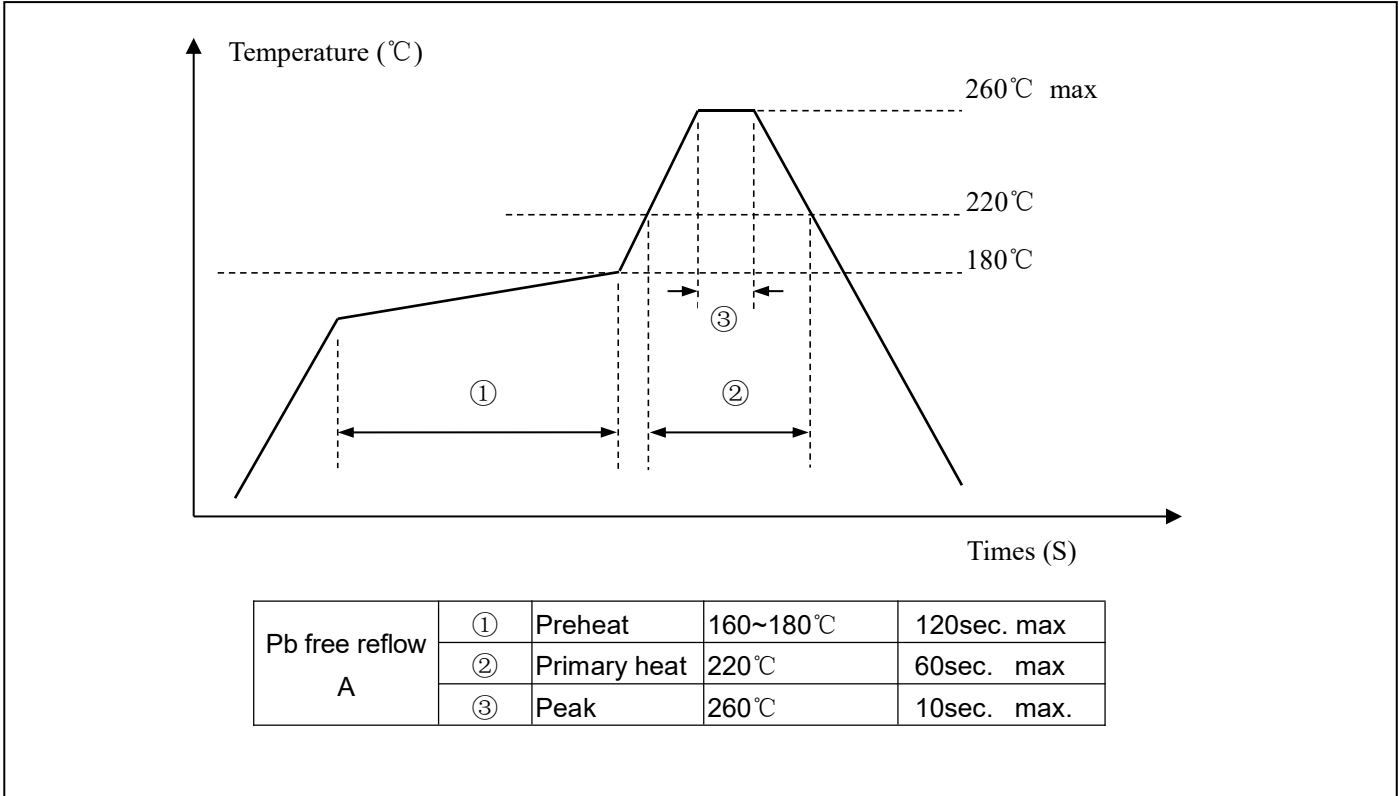 Temperature (℃)
260℃ max
220℃
180℃
③
①
②
Times (S)
Pb free reflow A
① Preheat 160~180℃ 120sec. max
② Primary heat 220℃ 60sec. max
③ Peak 260℃ 10sec. max.